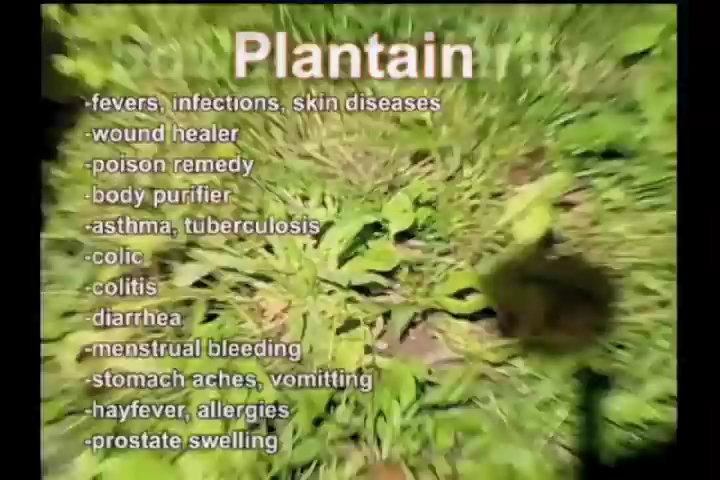 Plantain
-fevers, infections, skin diseases
-wound healer
-poison remedy
-body purifier
-asthma, tuberculosis
-colic
-colitis
-diarrhea
-menstrual bleeding
-stomach aches, vomitting
-hayfever, allergies
-prostate swelling